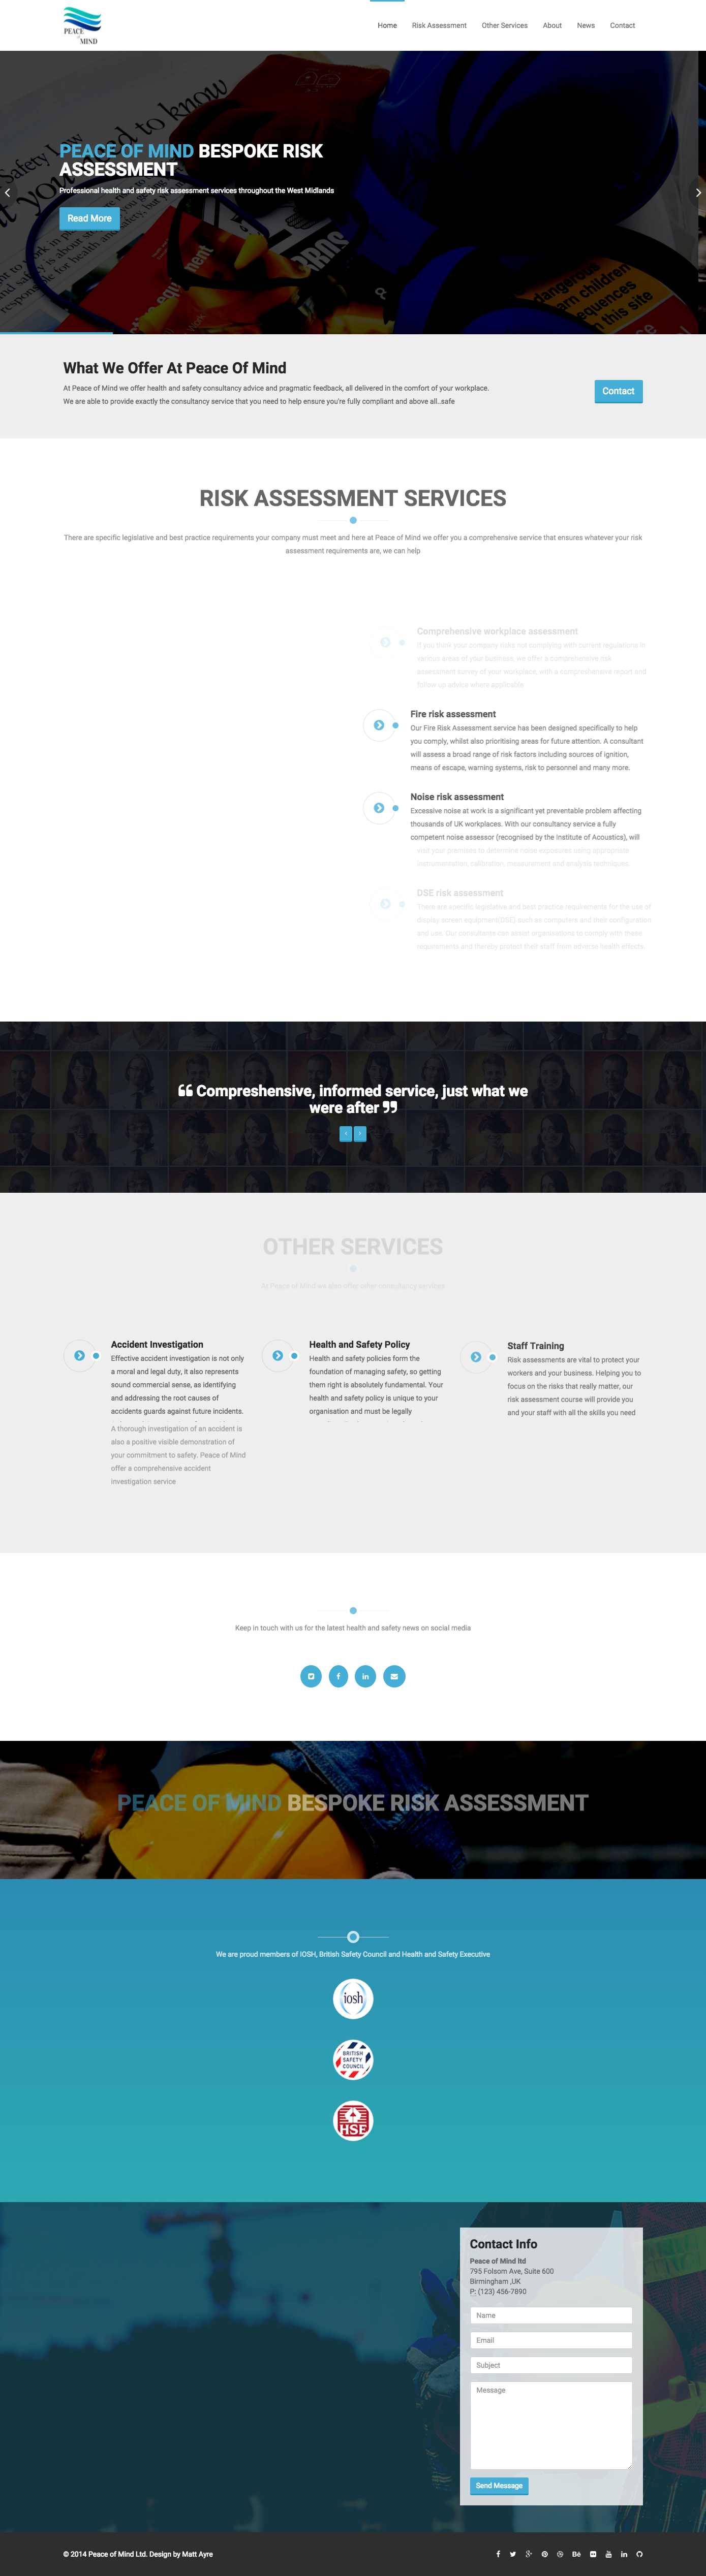 PEACE
of
MIND
Home Risk Assessment Other Services About News Contact
PEACE OF MIND BESPOKE RISK
ASSESSMENT
Professional health and safety risk assessment services throughout the West Midlands
Read More
What We Offer At Peace Of Mind
At Peace of Mind we offer health and safety consultancy advice and pragmatic feedback, all delivered in the comfort of your workplace.
We are able to provide exactly the consultancy service that you need to help ensure you're fully compliant and above all..safe
Contact
RISK ASSESSMENT SERVICES
There are specific legislative and best practice requirements your company must meet and here at Peace of Mind we offer you a comprehensive service that ensures whatever your risk
assessment requirements are, we can help
Comprehensive workplace assessment
If you think your company risks not complying with current regulations in
various areas of your business, we offer a comprehensive risk
assessment survey of your workplace, with a comprehensive report and
follow us advice where applicable
Fire risk assessment
Our Fire Risk Assessment service has been designed specifically to help
you comply, whilst also prioritising areas for future attention. A consultant
will assess a broad range of risk factors including sources of ignition,
means of escape, warning systems, risk to personnel and many more.
Noise risk assessment
Excessive noise at work is a significant yet preventable problem affecting
thousands of UK workplaces. With our consultancy service a fully
competent noise assessor (recognised by the Institute of Acoustics), will
visit your premises to determine noise exposures using appropriate
instrumentation, calibration, measurement and analysis techniques.
DSE risk assessment
There are specific legislative and best practice requirements for the use of
display screen equipment(DSE) such as computers and their configuration
and use. Our consultants can assist organisations to comply with these
requirements and thereby protect their staff from adverse health effects
“ Compreshensive, informed service, just what we
were after ”
OTHER SERVICES
At Peace of Mind we also offer other consultancy services
Accident Investigation
Effective accident investigation is not only
a moral and legal duty, it also represents
sound commercial sense, as identifying
and addressing the root causes of
accidents guards against future incidents.
A thorough investigation of an accident is
also a positive visible demonstration of
your commitment to safety. Peace of Mind
offer a comprehensive accident
investigation service
Health and Safety Policy
Health and safety policies form the
foundation of managing safety, so getting
them right is absolutely fundamental. Your
health and safety policy is unique to your
organisation and must be legally
Staff Training
Risk assessments are vital to protect your
workers and your business. Helping you to
focus on the risks that really matter, our
risk assessment course will provide you
and your staff with all the skills you need
Keep in touch with us for the latest health and safety news on social media
PEACE OF MIND BESPOKE RISK ASSESSMENT
We are proud members of IOSH, British Safety Council and Health and Safety Executive
iosh
BRITISH
SAFETY
COUNCIL
HSE
Contact Info
Peace of Mind ltd
795 Folsom Ave, Suite 600
Birmingham ,UK
P: (123) 456-7890
Name
Email
Subject
Message
Send Message
© 2014 Peace of Mind Ltd. Design by Matt Ayre